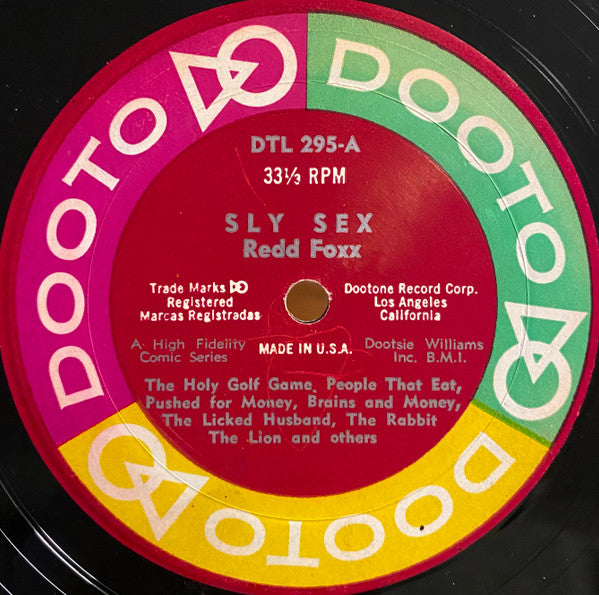 DOOTO
DOOTO
DOOTO
DTL 295-A
33⅓ RPM
SLY SEX
Redd Foxx
Trade Marks DO
Registered
Marcas Registradas
Dootone Record Corp.
Los Angeles
California
A High Fidelity
Comic Series
MADE IN U.S.A.
Dootsie Williams
Inc. B.M.I.
The Holy Golf Game, People That Eat,
Pushed for Money, Brains and Money,
The Licked Husband, The Rabbit
The Lion and others